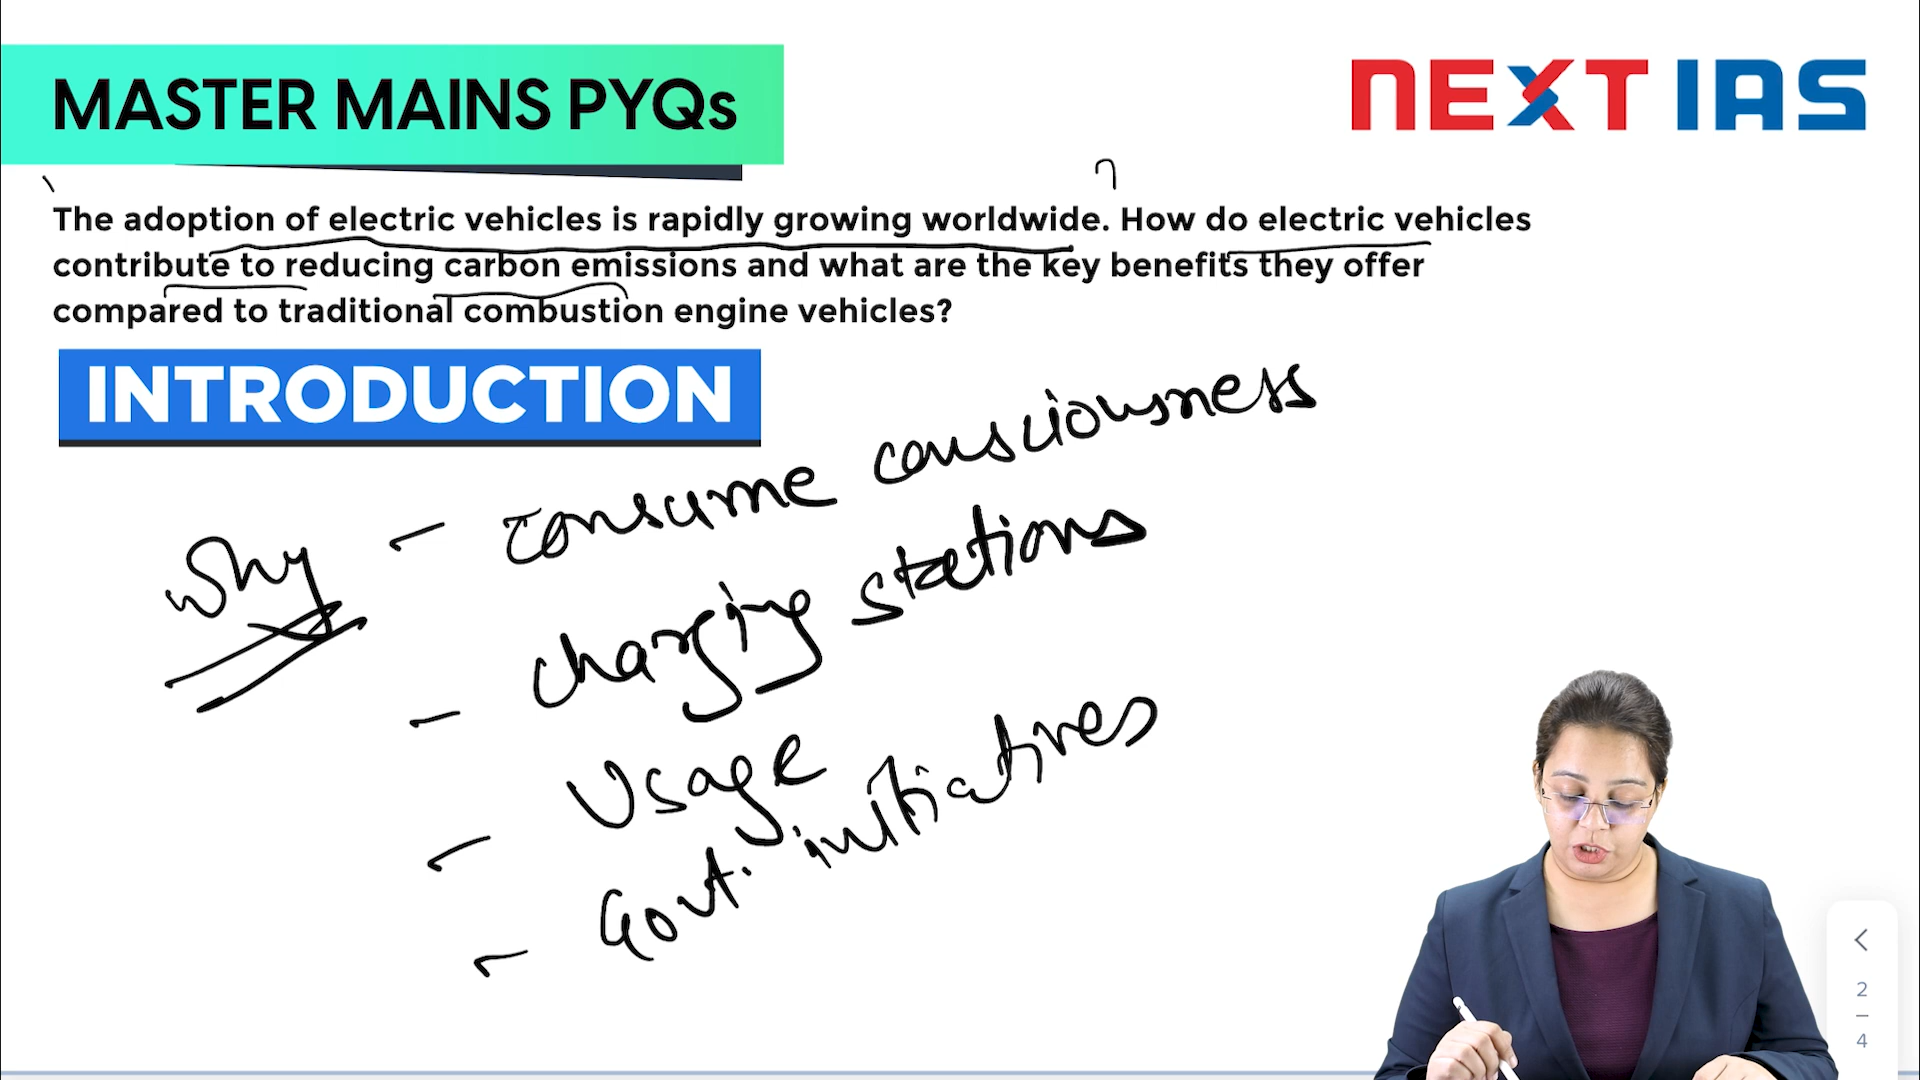 MASTER MAINS PYQs
NEXT IAS
The adoption of electric vehicles is rapidly growing worldwide. How do electric vehicles
contribute to reducing carbon emissions and what are the key benefits they offer
compared to traditional combustion engine vehicles?
INTRODUCTION
Why - consume consciousness
- charging stations
- Usage
- Govt. initiatives
2
4